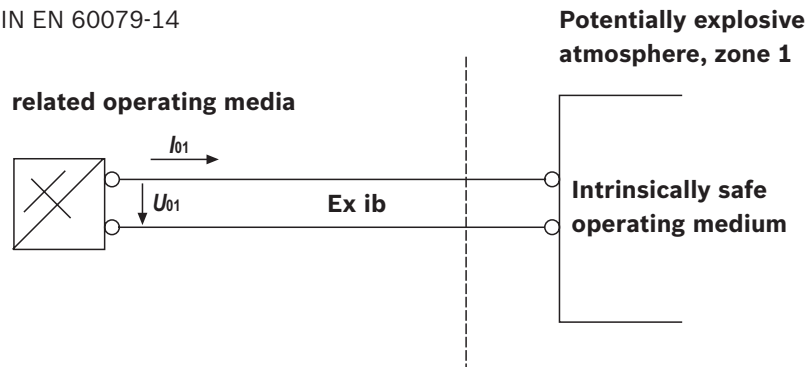 IN EN 60079-14
Potentially explosive
atmosphere, zone 1
related operating media
I01
U01
Ex ib
Intrinsically safe
operating medium